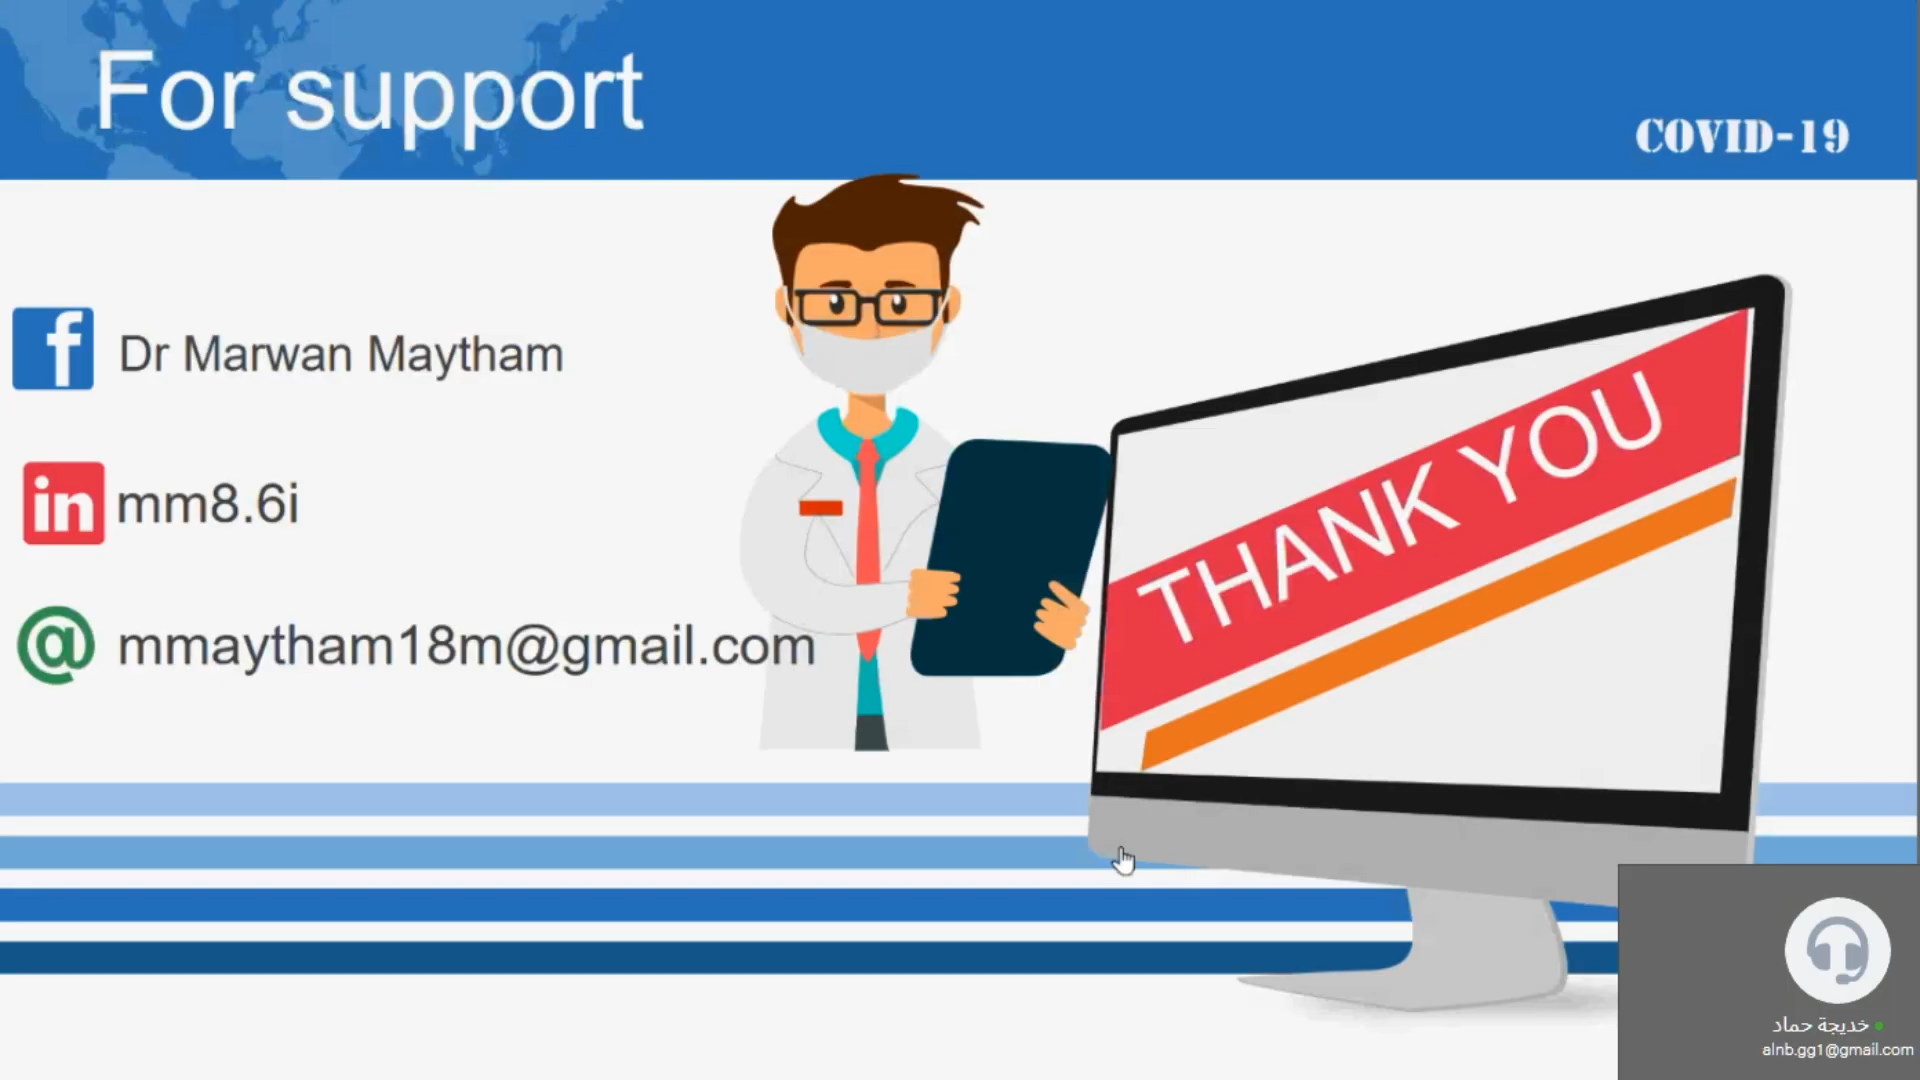 For support
COVID-19
Dr Marwan Maytham
in mm8.6i
@ mmaytham18m@gmail.com
THANK YOU
خديجة حماد
alnb.gg1@gmail.com